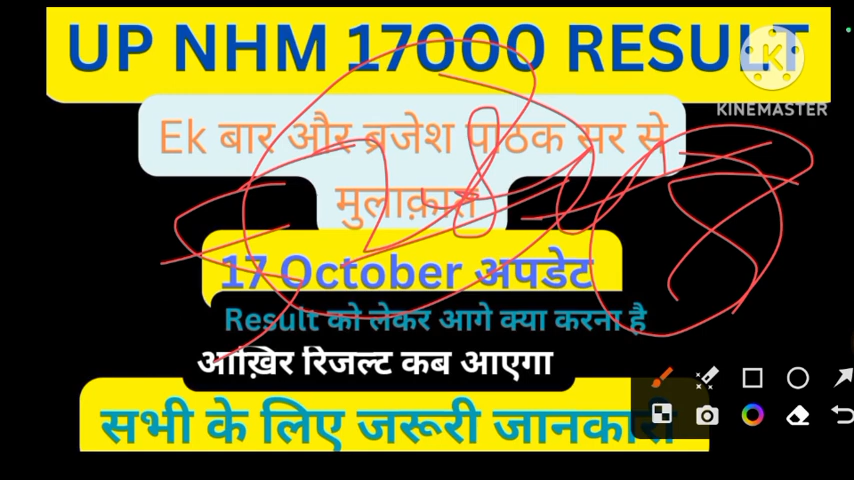 UP NHM 17000 RESULT
KINEMASTER
Ek बार और ब्रजेश पाठक सर से
मुलाक़ात
17 October अपडेट
Result को लेकर आगे क्या करना है
आख़िर रिजल्ट कब आएगा
सभी के लिए जरूरी जानकारी